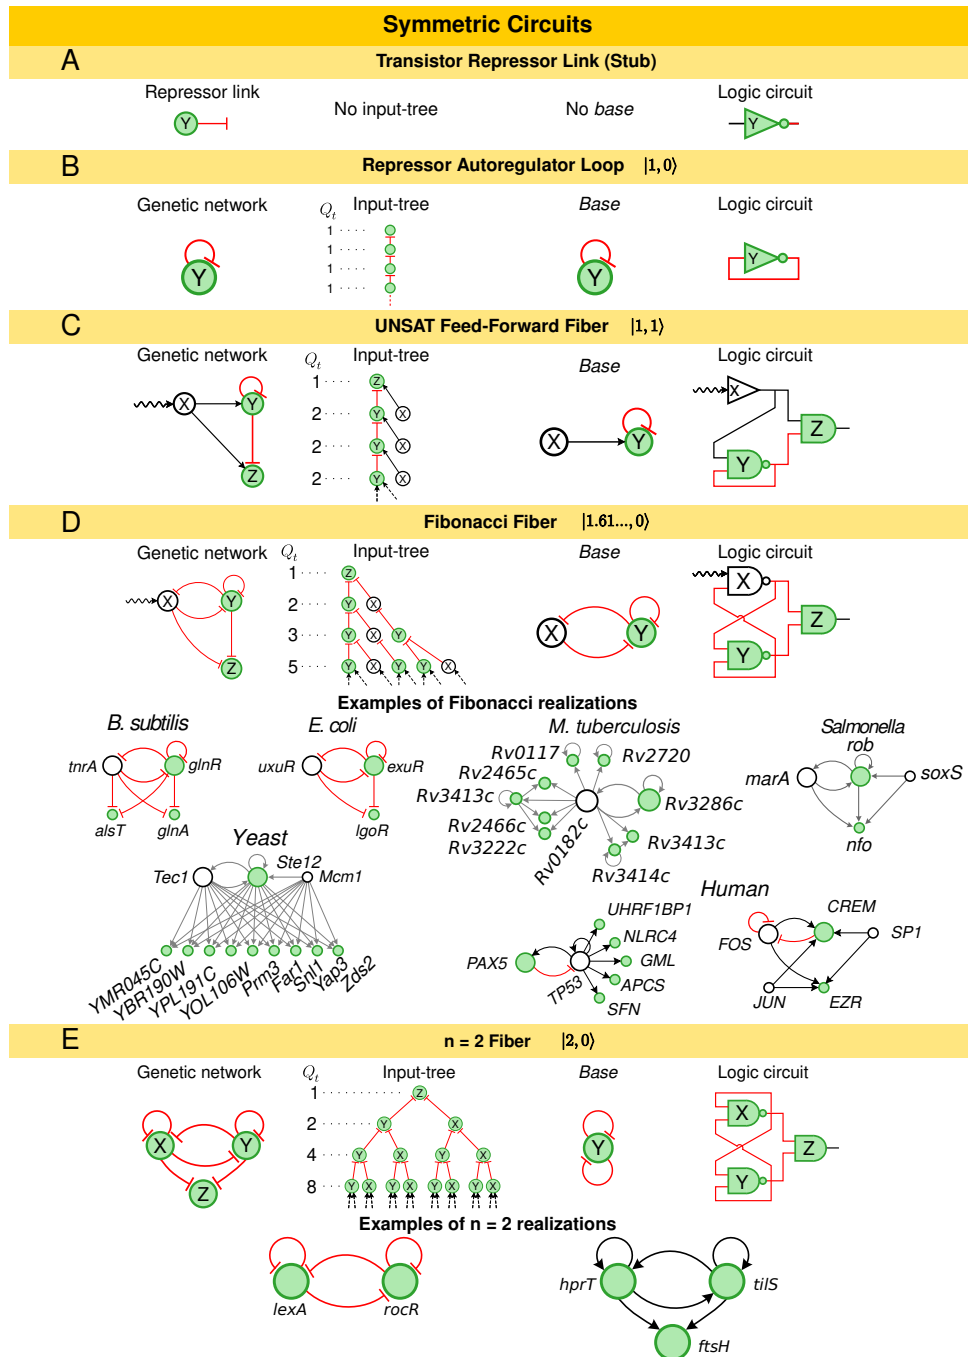 Symmetric Circuits
A
Transistor Repressor Link (Stub)
Repressor link
No input-tree
No base
Logic circuit
Y
Y
B
Repressor Autoregulator Loop |1, 0⟩
Genetic network
Q_t
Input-tree
Base
Logic circuit
1 ····
1 ····
1 ····
1 ····
Y
Y
Y
C
UNSAT Feed-Forward Fiber |1, 1⟩
Genetic network
Q_t
Input-tree
Base
Logic circuit
1 ····
2 ····
2 ····
2 ····
X
Y
Z
Z
Y X
Y X
Y X
Y
X Y
X
Y
Z
D
Fibonacci Fiber |1.61..., 0⟩
Genetic network
Q_t
Input-tree
Base
Logic circuit
1 ····
2 ····
3 ····
5 ····
X Y
Z
Z
Y X
Y X Y
Y X Y Y X
X Y
X
Y
Z
Examples of Fibonacci realizations
B. subtilis
tnrA
glnR
alsT
glnA
E. coli
uxuR
exuR
lgoR
M. tuberculosis
Rv0117
Rv2720
Rv2465c
Rv3413c
Rv3286c
Rv2466c
Rv3222c
Rv0182c
Rv3413c
Rv3414c
Salmonella
rob
marA
soxS
nfo
Yeast
Tec1
Ste12
Mcm1
YMR045C
YBR190W
YPL191C
YOL106W
Prm3
Far1
Snl1
Yap3
Zds2
Human
UHRF1BP1
NLRC4
PAX5
GML
TP53
APCS
SFN
CREM
FOS
SP1
JUN
EZR
E
n = 2 Fiber |2, 0⟩
Genetic network
Q_t
Input-tree
Base
Logic circuit
1 ············
2 ········
4 ·····
8 ····
X Y
Z
Z
Y X
Y X Y X
Y X Y X Y X Y X
Y
X
Y
Z
Examples of n = 2 realizations
lexA
rocR
hprT
tilS
ftsH